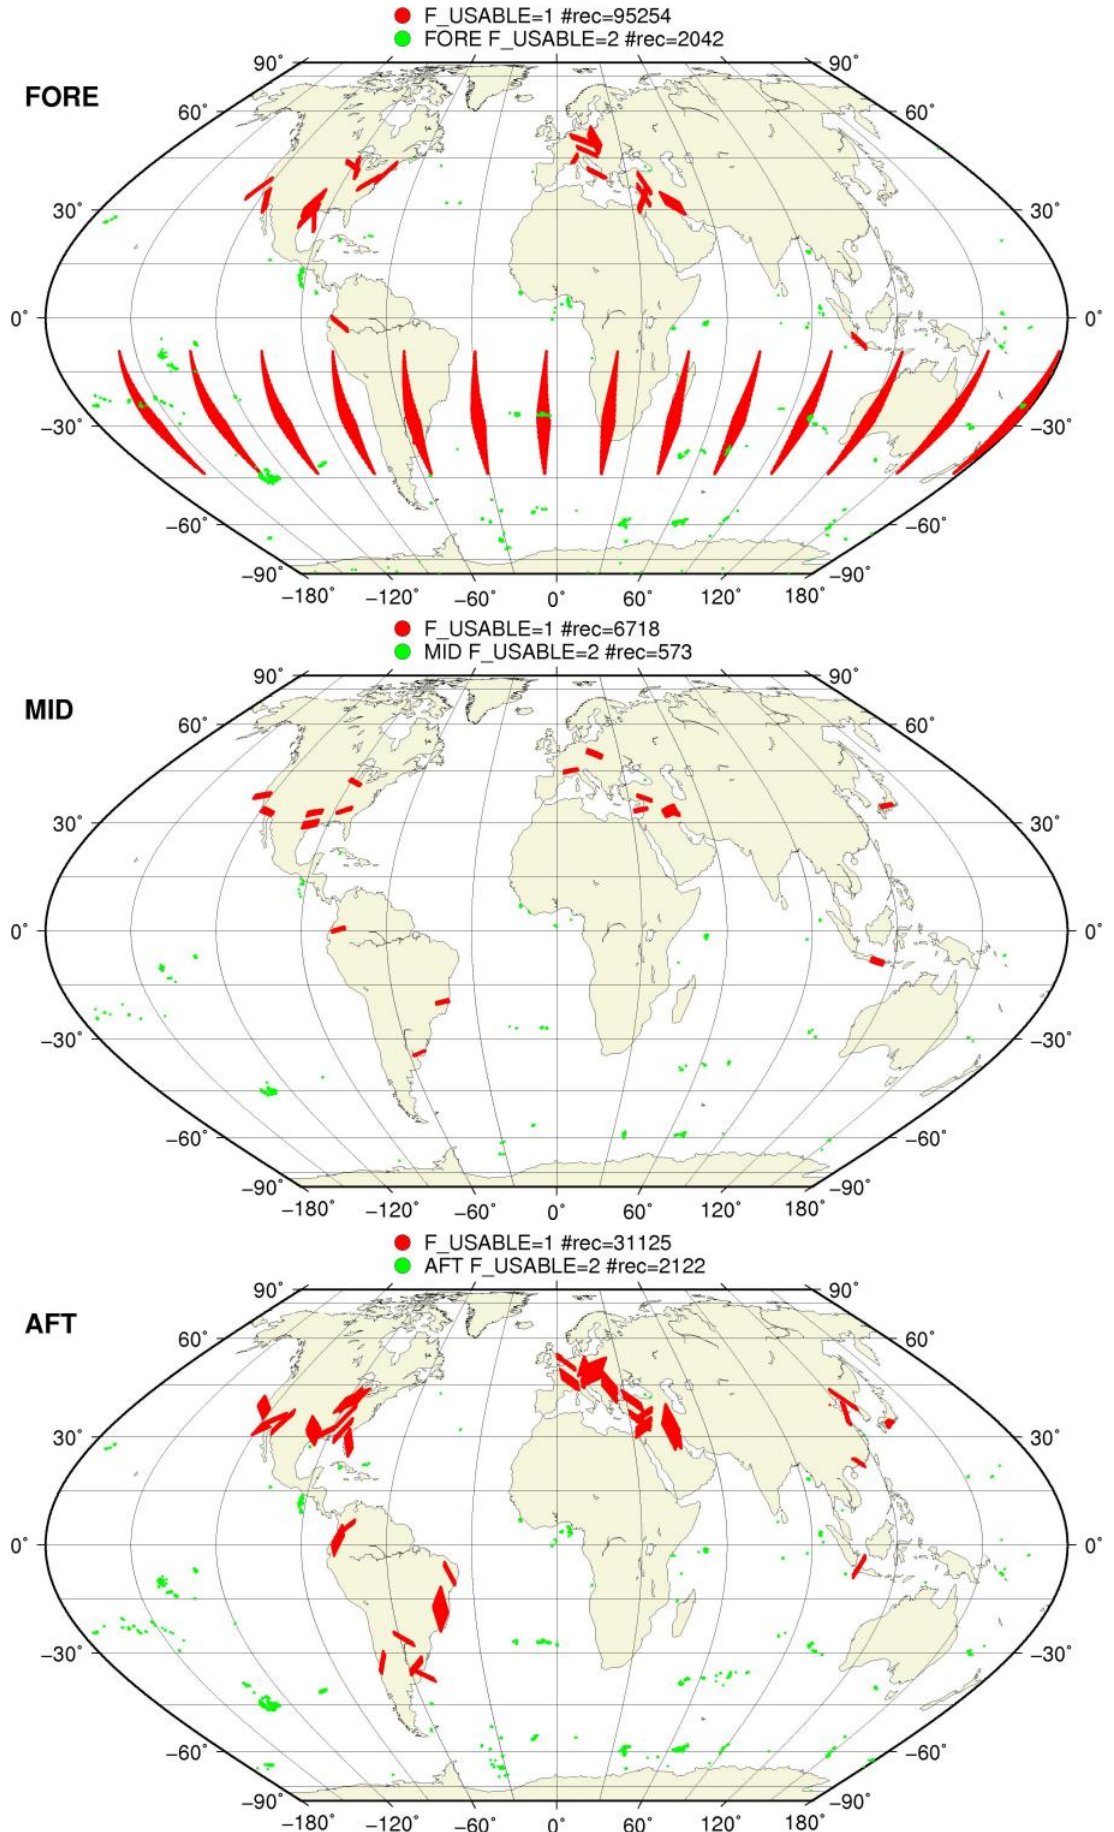 F_USABLE=1 #rec=95254
FORE F_USABLE=2 #rec=2042
FORE
90° 90°
60° 60°
30° 30°
0° 0°
−30° −30°
−60° −60°
−90° −90°
−180° −120° −60° 0° 60° 120° 180°
F_USABLE=1 #rec=6718
MID F_USABLE=2 #rec=573
MID
90° 90°
60° 60°
30° 30°
0° 0°
−30° −30°
−60° −60°
−90° −90°
−180° −120° −60° 0° 60° 120° 180°
F_USABLE=1 #rec=31125
AFT F_USABLE=2 #rec=2122
AFT
90° 90°
60° 60°
30° 30°
0° 0°
−30° −30°
−60° −60°
−90° −90°
−180° −120° −60° 0° 60° 120° 180°